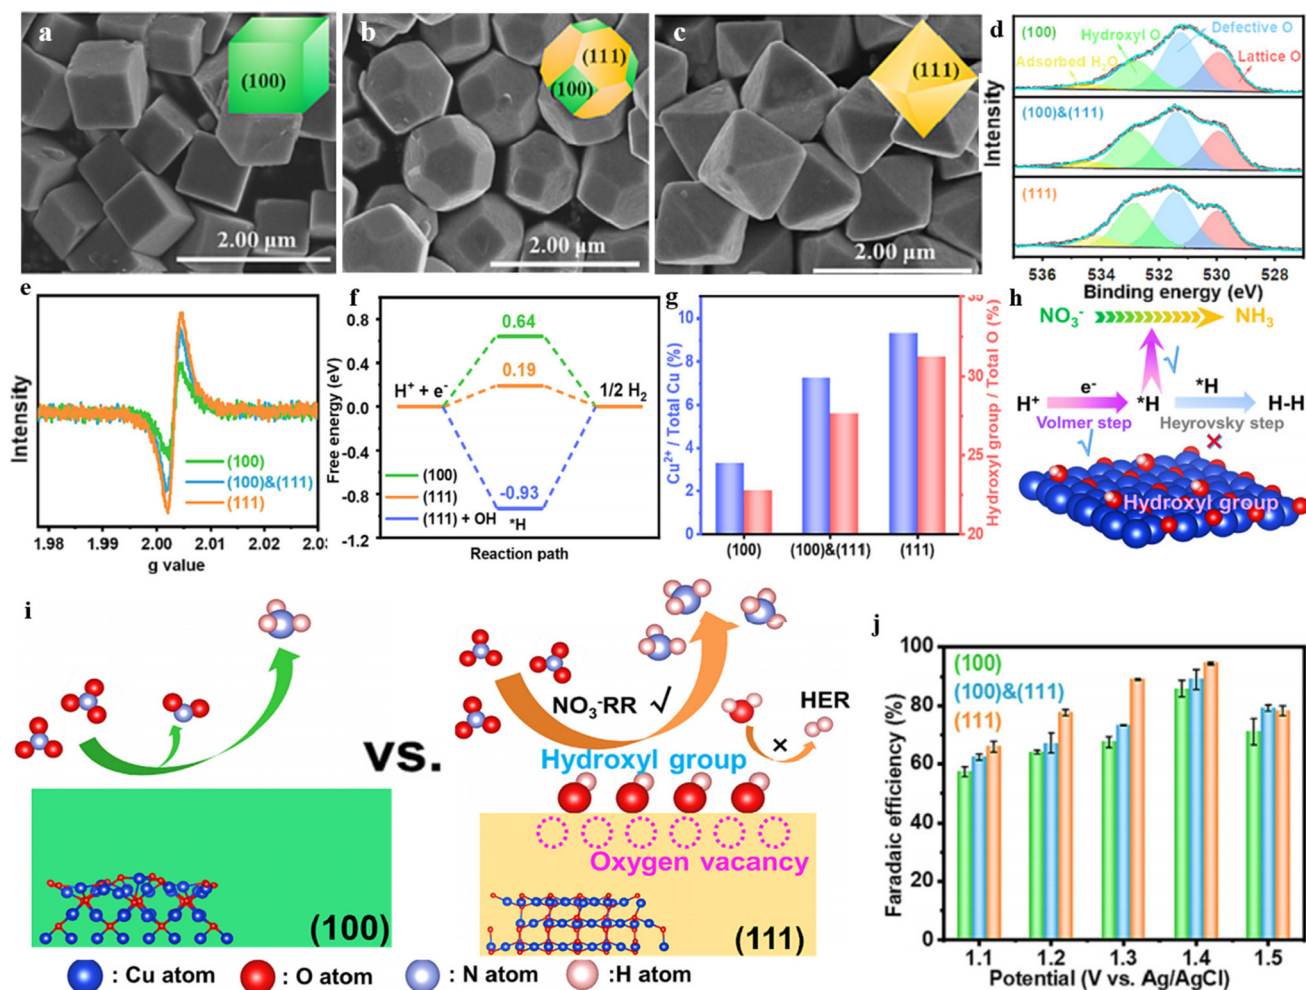 a
(100)
2.00 μm
b
(111)
(100)
2.00 μm
c
(111)
2.00 μm
d
(100)
Hydroxyl O
Defective O
Adsorbed H₂O
Lattice O
(100)&(111)
(111)
Intensity
536 534 532 530 528
Binding energy (eV)
e
Intensity
(100)
(100)&(111)
(111)
1.98 1.99 2.00 2.01 2.02
g value
f
Free energy (eV)
0.8
0.4
0.0
-0.4
-0.8
-1.2
0.64
0.19
H⁺ + e⁻
1/2 H₂
-0.93
(100)
(111)
(111) + OH
*H
Reaction path
g
Cu²⁺ / Total Cu (%)
10
8
6
4
2
0
(100) (100)&(111) (111)
35
30
25
20
Hydroxyl group / Total O (%)
h
NO₃⁻
NH₃
√
e⁻
*H
H⁺
*H
H-H
Volmer step
Heyrovsky step
√
×
Hydroxyl group
i
(100)
vs.
NO₃⁻RR √
HER
×
Hydroxyl group
Oxygen vacancy
(111)
: Cu atom
: O atom
: N atom
:H atom
j
Faradaic efficiency (%)
100
80
60
40
20
0
(100)
(100)&(111)
(111)
1.1 1.2 1.3 1.4 1.5
Potential (V vs. Ag/AgCl)